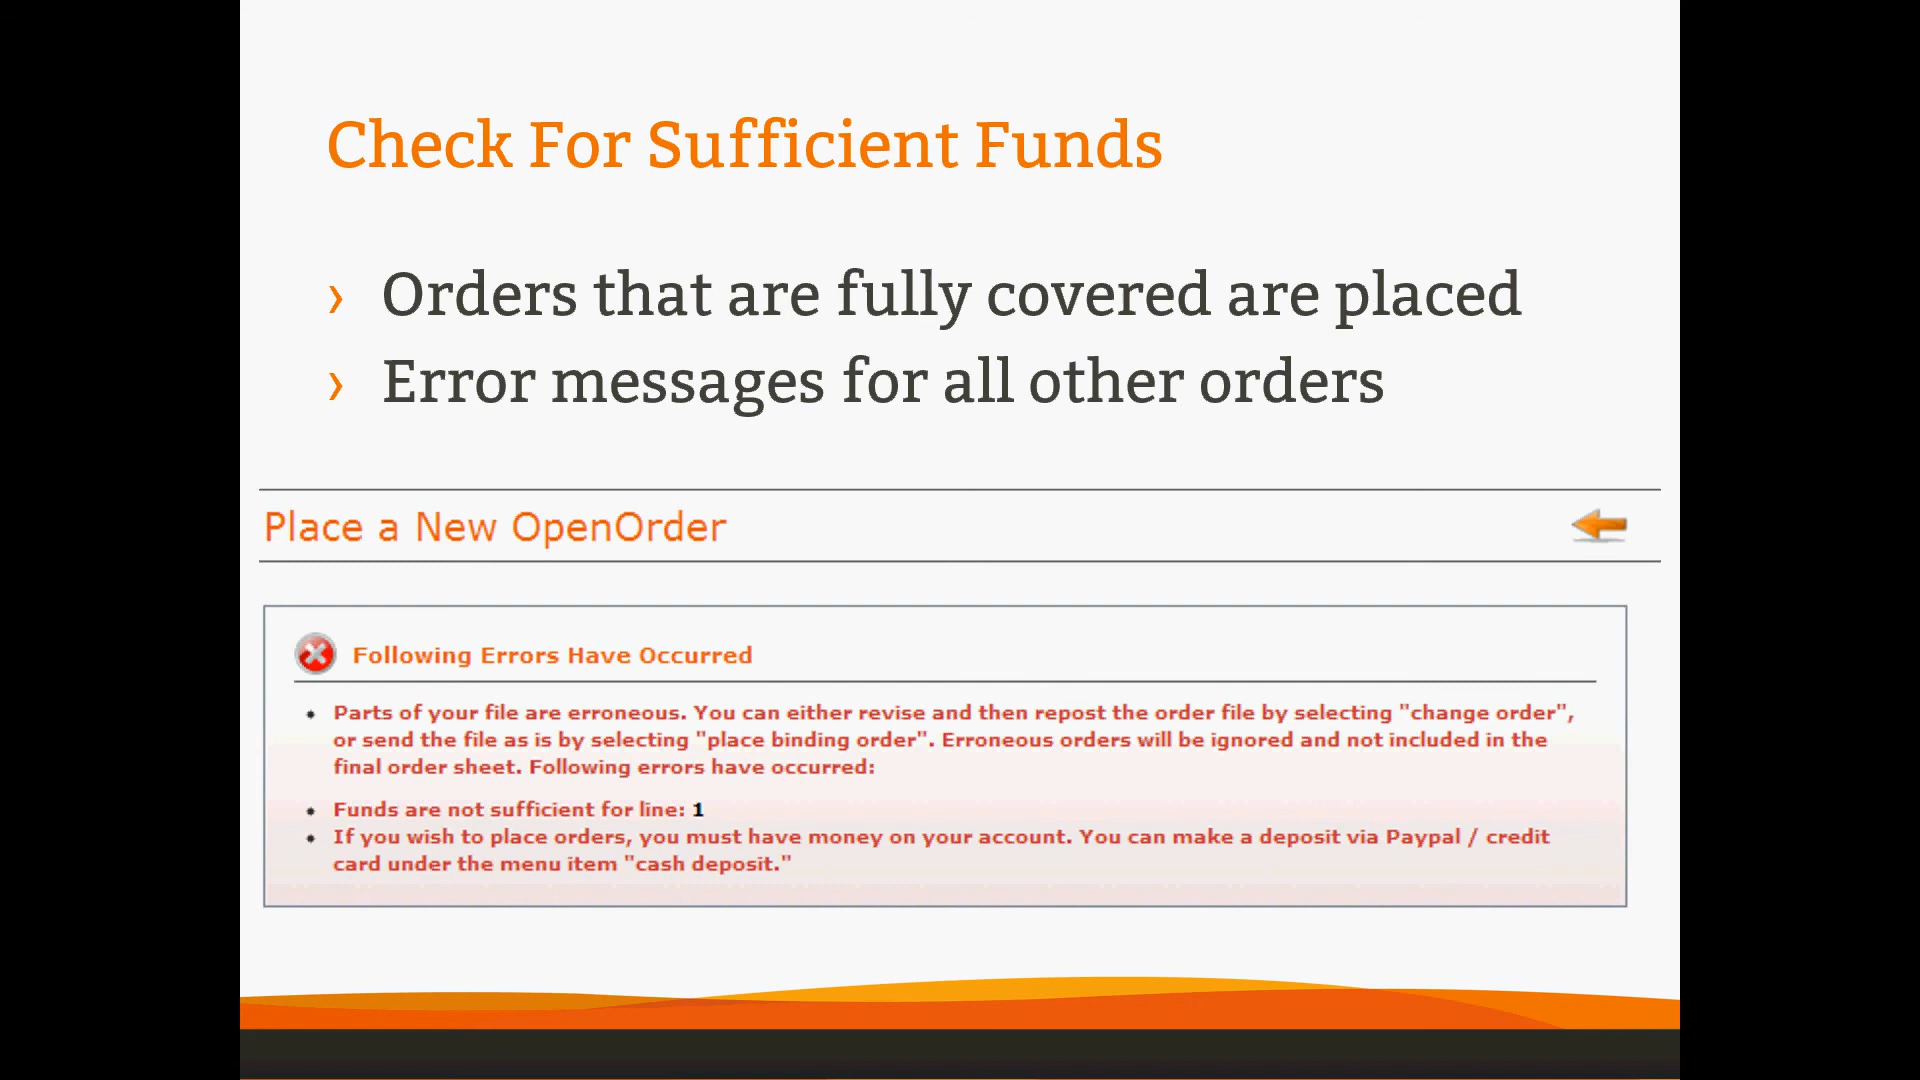 Check For Sufficient Funds
› Orders that are fully covered are placed
› Error messages for all other orders
Place a New OpenOrder
Following Errors Have Occurred
• Parts of your file are erroneous. You can either revise and then repost the order file by selecting "change order",
or send the file as is by selecting "place binding order". Erroneous orders will be ignored and not included in the
final order sheet. Following errors have occurred:
• Funds are not sufficient for line: 1
• If you wish to place orders, you must have money on your account. You can make a deposit via Paypal / credit
card under the menu item "cash deposit."